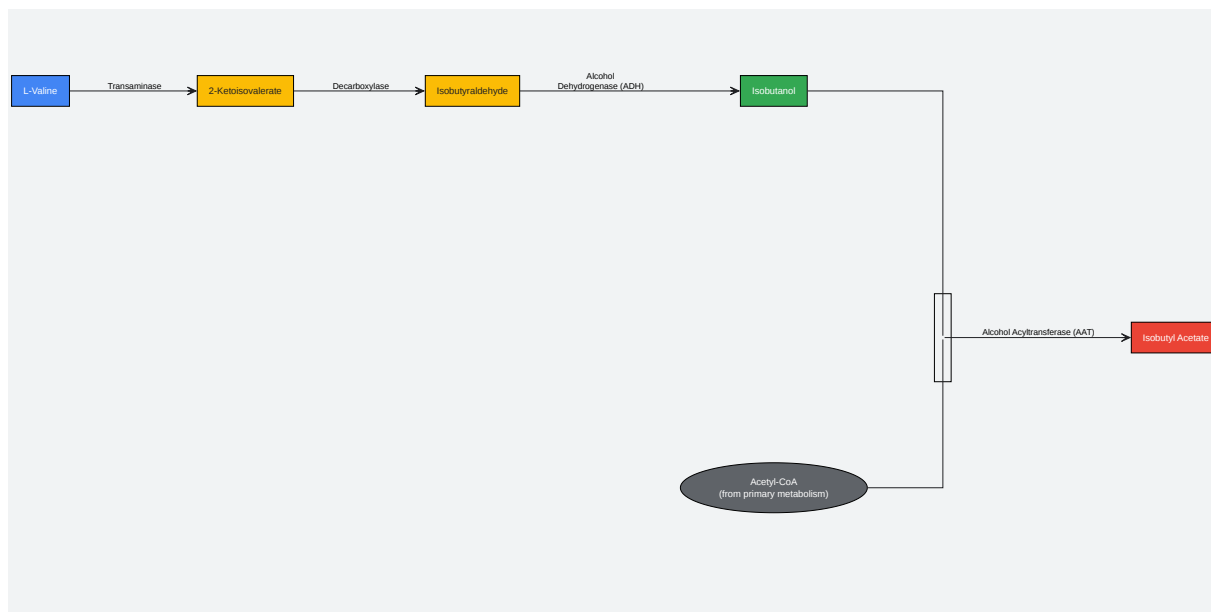 L-Valine
Transaminase
2-Ketoisovalerate
Decarboxylase
Isobutyraldehyde
Alcohol
Dehydrogenase (ADH)
Isobutanol
Alcohol Acyltransferase (AAT)
Isobutyl Acetate
Acetyl-CoA
(from primary metabolism)